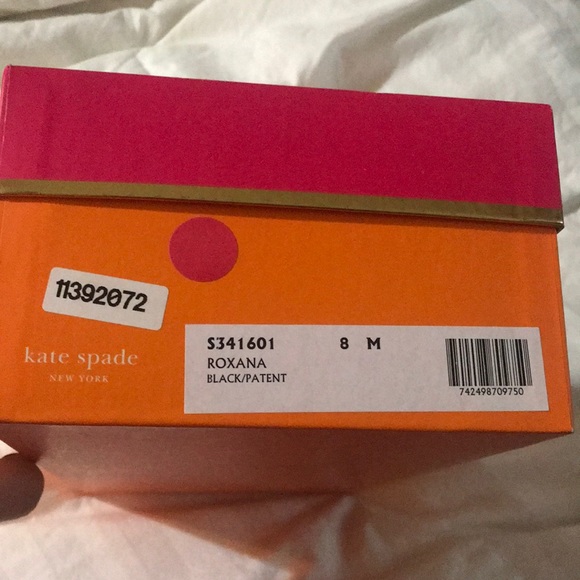 11392072
kate spade
NEW YORK
S341601 8 M
ROXANA
BLACK/PATENT
742498709750